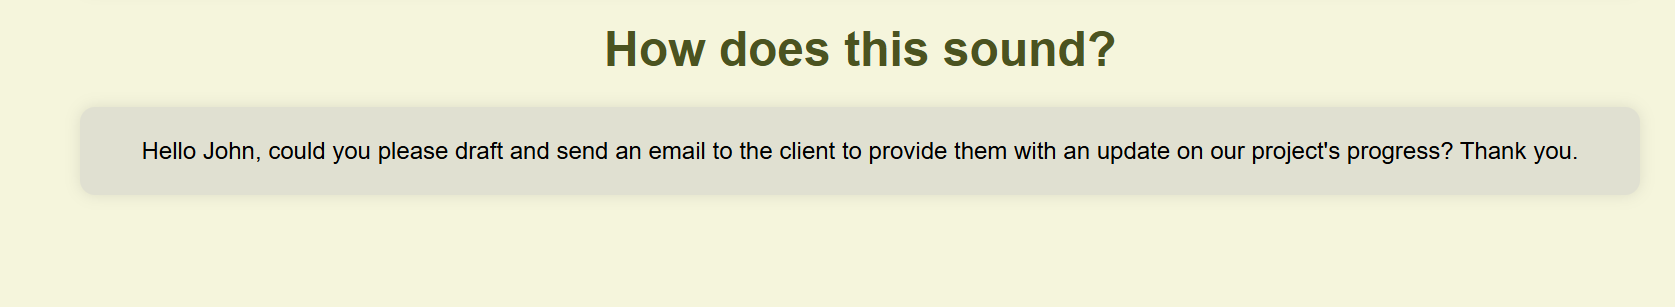 How does this sound?
Hello John, could you please draft and send an email to the client to provide them with an update on our project's progress? Thank you.